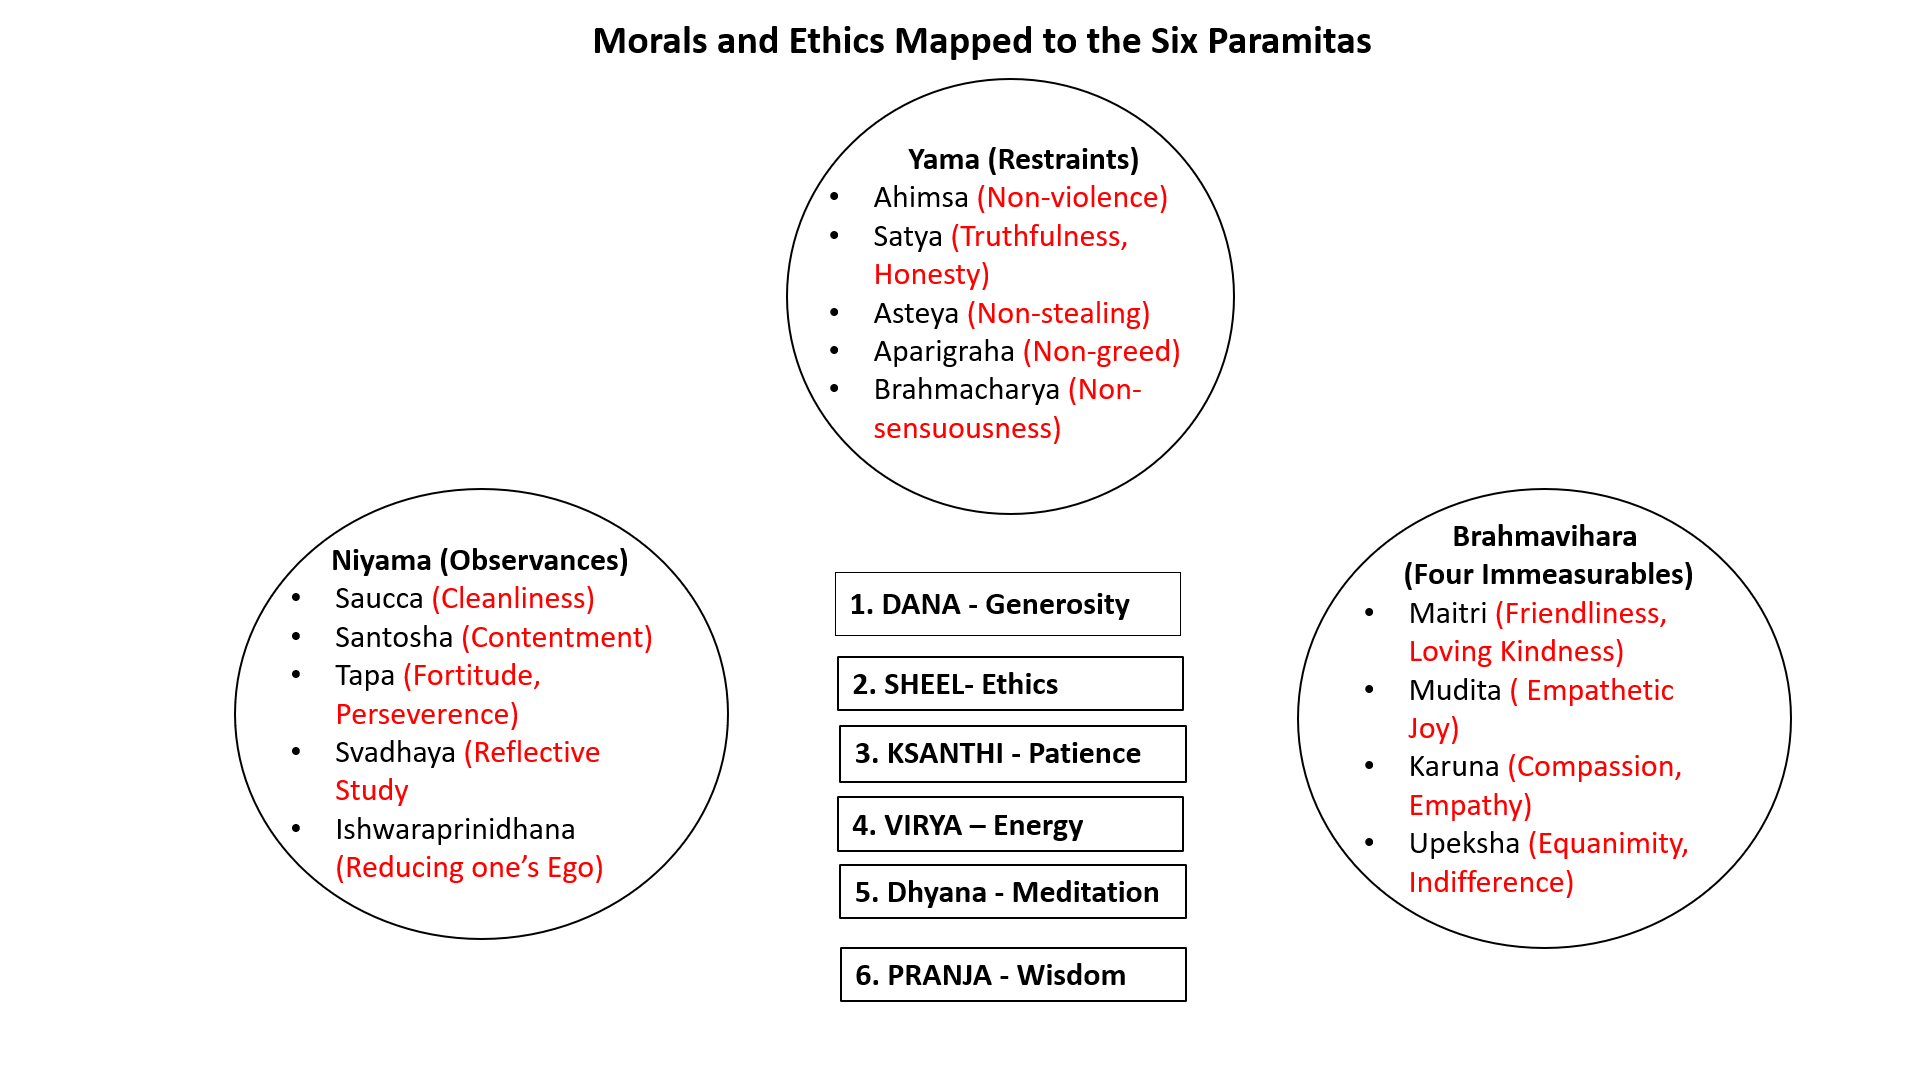 Morals and Ethics Mapped to the Six Paramitas
Yama (Restraints)
• Ahimsa (Non-violence)
• Satya (Truthfulness,
Honesty)
• Asteya (Non-stealing)
• Aparigraha (Non-greed)
• Brahmacharya (Non-
sensuousness)
Niyama (Observances)
• Saucca (Cleanliness)
• Santosha (Contentment)
• Tapa (Fortitude,
Perseverence)
• Svadhaya (Reflective
Study
• Ishwaraprinidhana
(Reducing one’s Ego)
1. DANA - Generosity
2. SHEEL- Ethics
3. KSANTHI - Patience
4. VIRYA – Energy
5. Dhyana - Meditation
6. PRANJA - Wisdom
Brahmavihara
(Four Immeasurables)
• Maitri (Friendliness,
Loving Kindness)
• Mudita ( Empathetic
Joy)
• Karuna (Compassion,
Empathy)
• Upeksha (Equanimity,
Indifference)